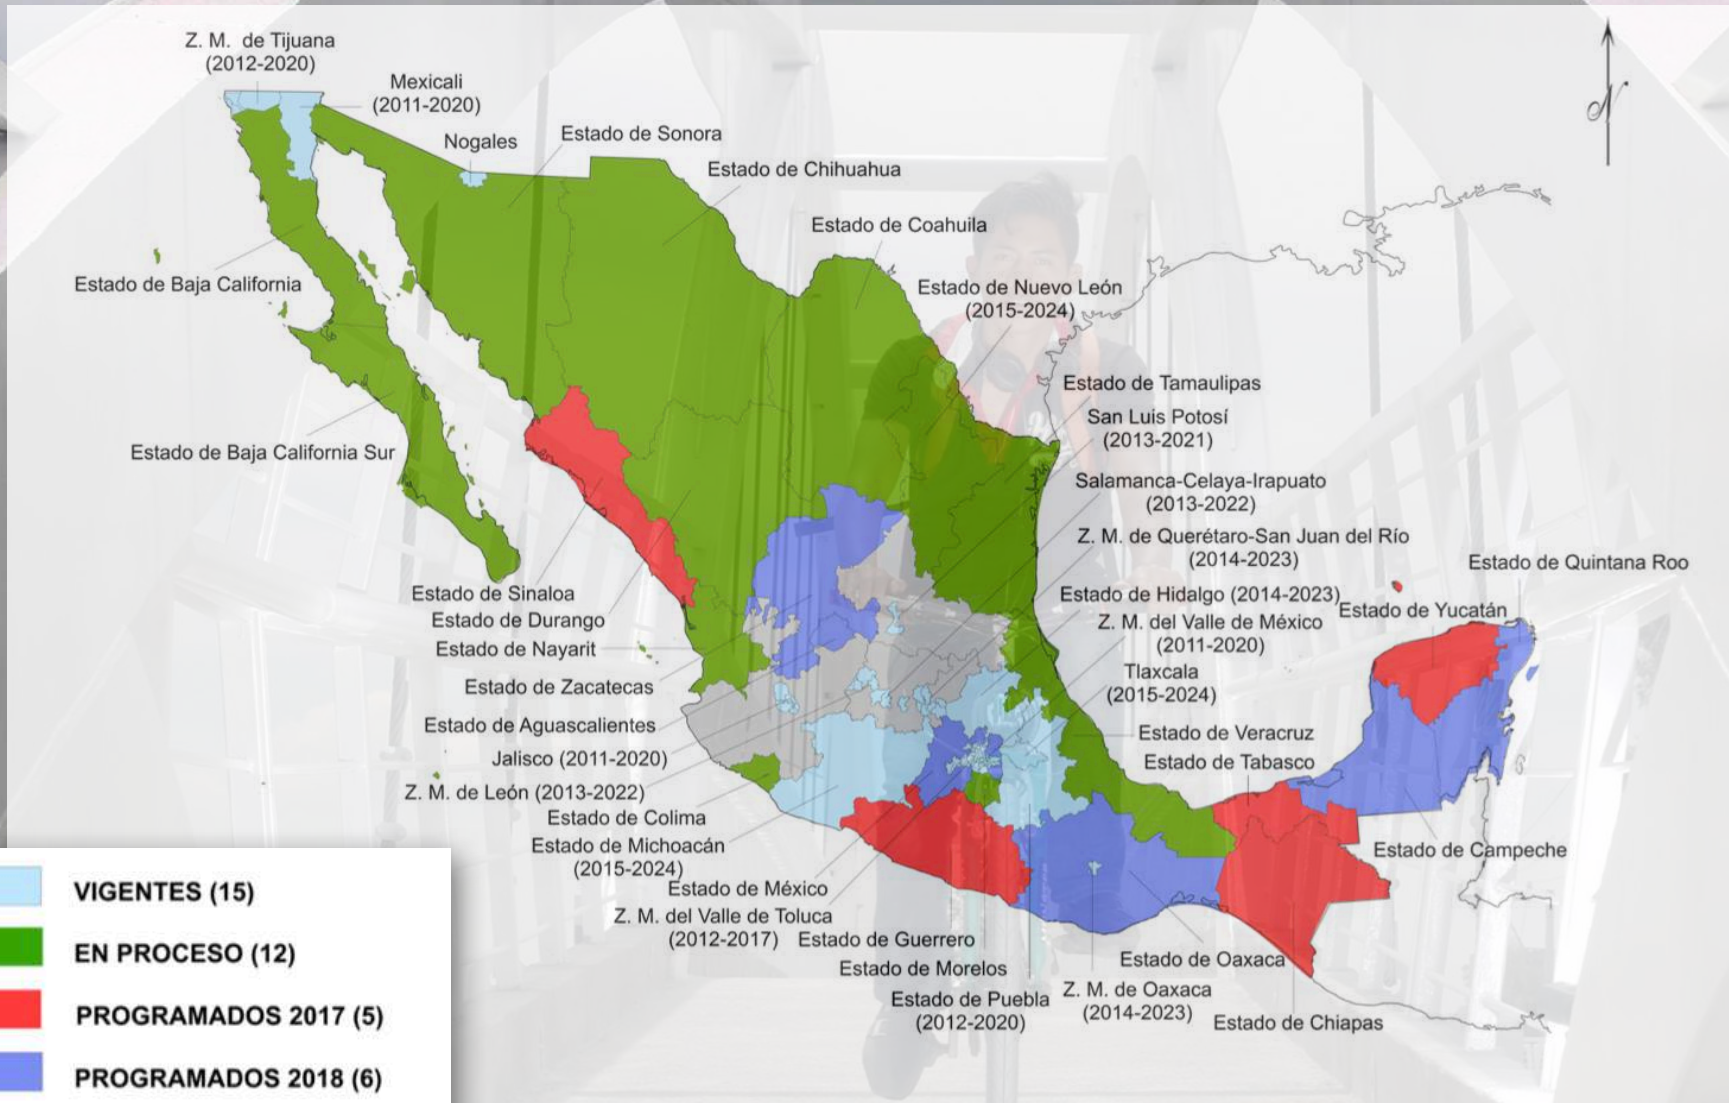 Z. M. de Tijuana
(2012-2020)
Mexicali
(2011-2020)
Nogales
Estado de Sonora
Estado de Chihuahua
Estado de Coahuila
Estado de Baja California
Estado de Nuevo León
(2015-2024)
Estado de Tamaulipas
San Luis Potosí
(2013-2021)
Estado de Baja California Sur
Salamanca-Celaya-Irapuato
(2013-2022)
Z. M. de Querétaro-San Juan del Río
(2014-2023)
Estado de Quintana Roo
Estado de Sinaloa
Estado de Hidalgo (2014-2023)
Estado de Yucatán
Estado de Durango
Z. M. del Valle de México
(2011-2020)
Estado de Nayarit
Tlaxcala
(2015-2024)
Estado de Zacatecas
Estado de Aguascalientes
Estado de Veracruz
Jalisco (2011-2020)
Estado de Tabasco
Z. M. de León (2013-2022)
Estado de Colima
Estado de Michoacán
(2015-2024)
Estado de Campeche
Estado de México
Z. M. del Valle de Toluca
(2012-2017)
Estado de Guerrero
Estado de Morelos
Estado de Oaxaca
Estado de Puebla
(2012-2020)
Z. M. de Oaxaca
(2014-2023)
Estado de Chiapas
VIGENTES (15)
EN PROCESO (12)
PROGRAMADOS 2017 (5)
PROGRAMADOS 2018 (6)